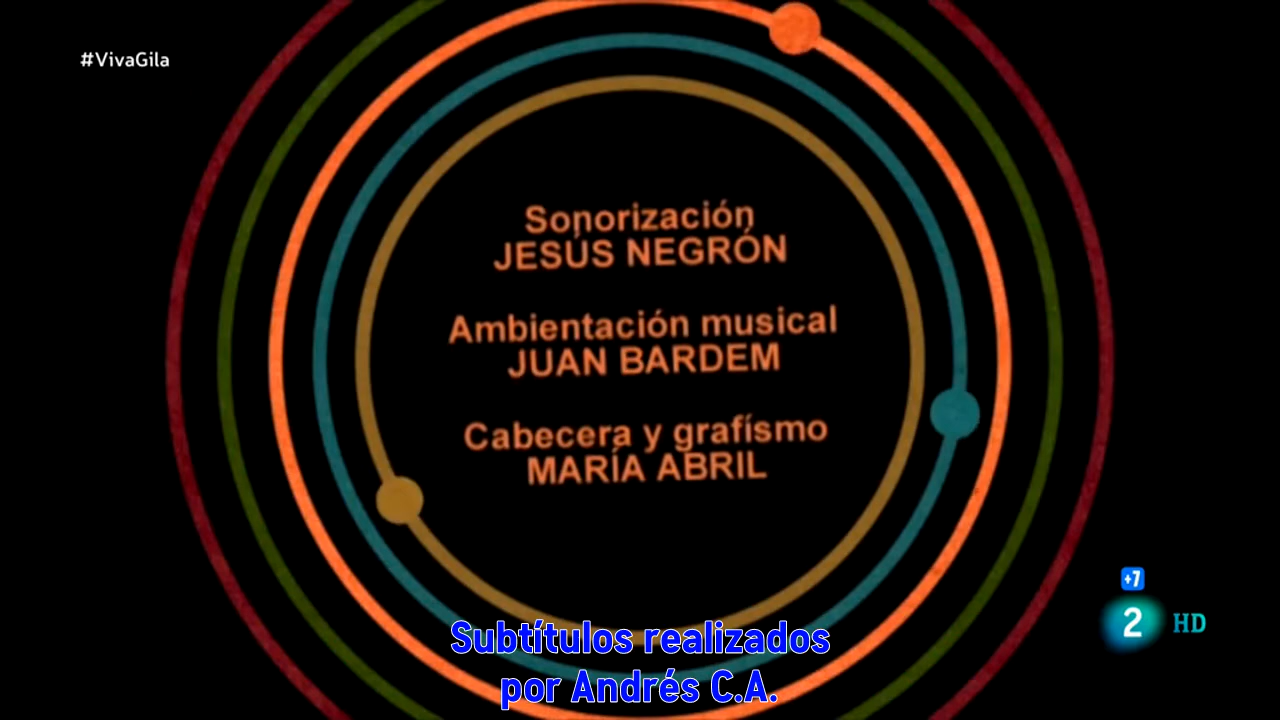 #VivaGila
Sonorización
JESÚS NEGRÓN
Ambientación musical
JUAN BARDEM
Cabecera y grafísmo
MARÍA ABRIL
+7
2 HD
Subtítulos realizados
por Andrés C.A.